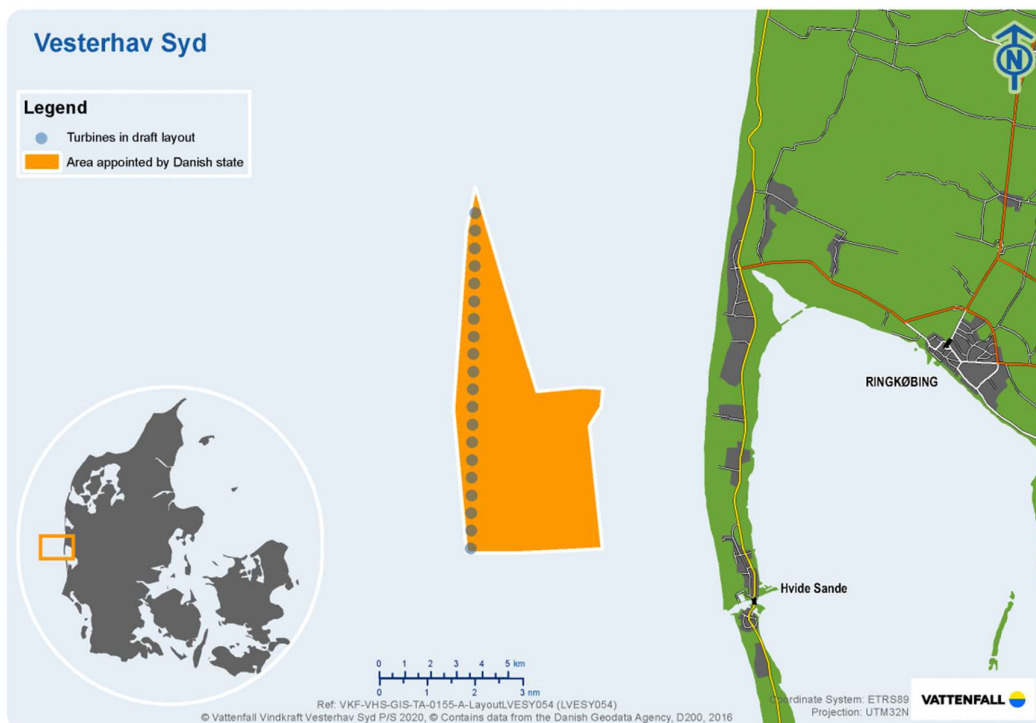 Vesterhav Syd
N
Legend
Turbines in draft layout
Area appointed by Danish state
RINGKØBING
Hvide Sande
0 1 2 4 5 km
0 1 2 3 nm
Ref: VKF-VHS-GIS-TA-0155-A-LayoutLVESY054 (LVESY054)
© Vattenfall Vindkraft Vesterhav Syd P/S 2020, © Contains data from the Danish Geodata Agency, D200, 2016
Coordinate System: ETRS89
Projection: UTM32N
VATTENFALL